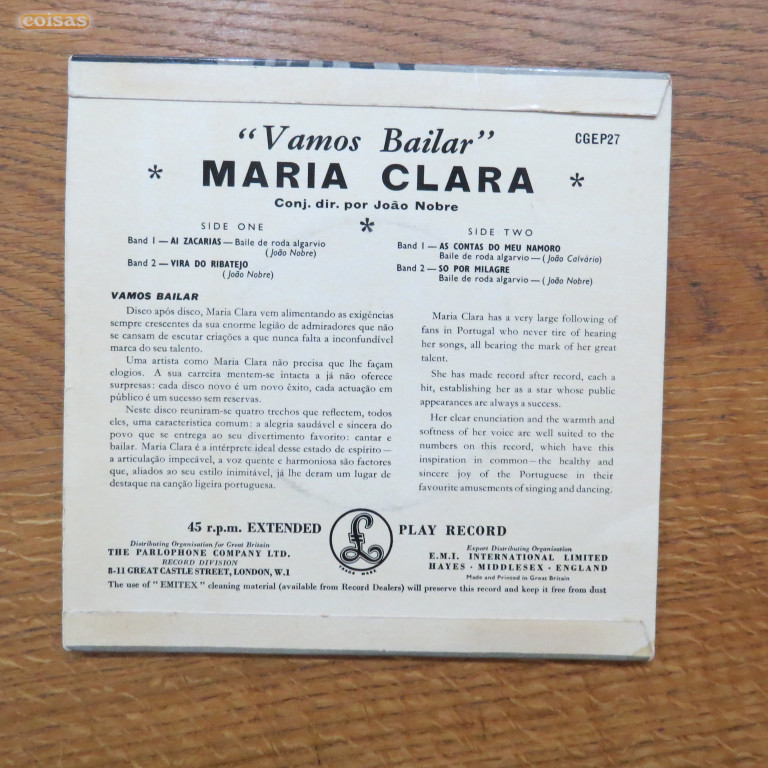 coisas
"Vamos Bailar"
CGEP27
* MARIA CLARA *
Conj. dir. por João Nobre
*
SIDE ONE
Band 1 — AI ZACARIAS — Baile de roda algarvio
(João Nobre)
Band 2 — VIRA DO RIBATEJO
(João Nobre)
SIDE TWO
Band 1 — AS CONTAS DO MEU NAMORO
Baile de roda algarvio — (João Calvário)
Band 2 — SO POR MILAGRE
Baile de roda algarvio — (João Nobre)
VAMOS BAILAR
Disco após disco, Maria Clara vem alimentando as exigências
sempre crescentes da sua enorme legião de admiradores que não
se cansam de escutar criações a que nunca falta a inconfundível
marca do seu talento.
Uma artista como Maria Clara não precisa que lhe façam
elogios. A sua carreira mentem-se intacta a já não oferece
surpresas: cada disco novo é um novo êxito, cada actuação em
público é um sucesso sem reservas.
Neste disco reuniram-se quatro trechos que reflectem, todos
eles, uma característica comum: a alegria saudável e sincera do
povo que se entrega ao seu divertimento favorito: cantar e
bailar. Maria Clara é a intérprete ideal desse estado de espírito—
a articulação impecável, a voz quente e harmoniosa são factores
que, aliados ao seu estilo inimitável, já lhe deram um lugar de
destaque na canção ligeira portuguesa.
Maria Clara has a very large following of
fans in Portugal who never tire of hearing
her songs, all bearing the mark of her great
talent.
She has made record after record, each a
hit, establishing her as a star whose public
appearances are always a success.
Her clear enunciation and the warmth and
softness of her voice are well suited to the
numbers on this record, which have this
inspiration in common—the healthy and
sincere joy of the Portuguese in their
favourite amusements of singing and dancing.
45 r.p.m. EXTENDED £ PLAY RECORD
TRADE MARK
Distributing Organisation for Great Britain
THE PARLOPHONE COMPANY LTD.
RECORD DIVISION
8-11 GREAT CASTLE STREET, LONDON, W.1
Export Distributing Organisation
E.M.I. INTERNATIONAL LIMITED
HAYES · MIDDLESEX · ENGLAND
Made and Printed in Great Britain
The use of "EMITEX" cleaning material (available from Record Dealers) will preserve this record and keep it free from dust